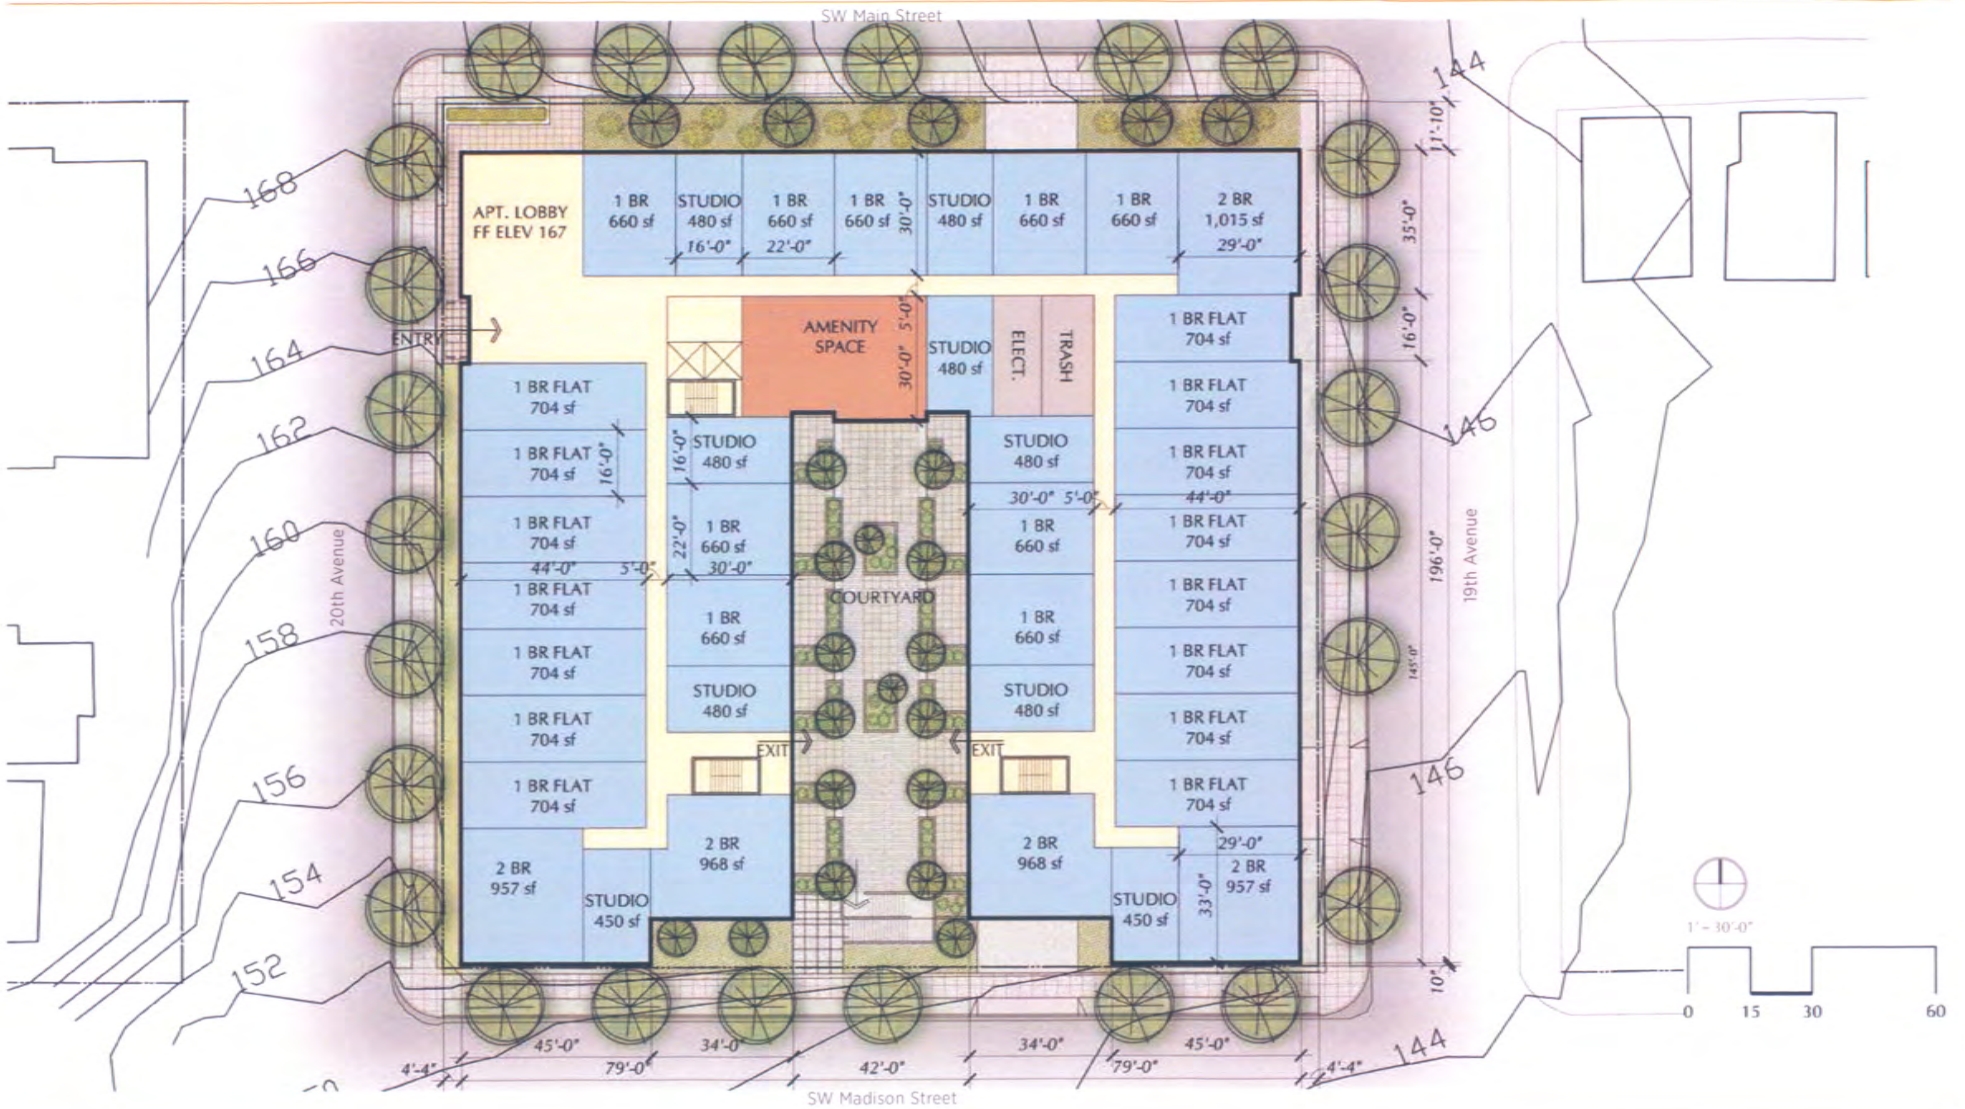 SW Main Street
144
11'-10"
168
APT. LOBBY
FF ELEV 167
1 BR
660 sf
STUDIO
480 sf
1 BR
660 sf
1 BR
660 sf
30'-0"
STUDIO
480 sf
1 BR
660 sf
1 BR
660 sf
2 BR
1,015 sf
16'-0"
22'-0"
29'-0"
35'-0"
166
ENTRY
AMENITY
SPACE
5'-0"
30'-0"
STUDIO
480 sf
ELECT.
TRASH
1 BR FLAT
704 sf
16'-0"
164
1 BR FLAT
704 sf
1 BR FLAT
704 sf
162
1 BR FLAT
704 sf
16'-0"
16'-0"
STUDIO
480 sf
STUDIO
480 sf
1 BR FLAT
704 sf
146
30'-0"
5'-0"
44'-0"
160
20th Avenue
1 BR FLAT
704 sf
22'-0"
1 BR
660 sf
1 BR
660 sf
1 BR FLAT
704 sf
196'-0"
19th Avenue
44'-0"
5'-0"
30'-0"
1 BR FLAT
704 sf
COURTYARD
1 BR FLAT
704 sf
158
1 BR
660 sf
1 BR
660 sf
1 BR FLAT
704 sf
1 BR FLAT
704 sf
145'-0"
STUDIO
480 sf
STUDIO
480 sf
1 BR FLAT
704 sf
1 BR FLAT
704 sf
EXIT
EXIT
156
1 BR FLAT
704 sf
1 BR FLAT
704 sf
146
154
2 BR
957 sf
STUDIO
450 sf
2 BR
968 sf
2 BR
968 sf
STUDIO
450 sf
33'-0"
29'-0"
2 BR
957 sf
152
10"
1" = 30'-0"
0 15 30 60
45'-0"
34'-0"
34'-0"
45'-0"
144
4'-4"
79'-0"
42'-0"
79'-0"
4'-4"
SW Madison Street